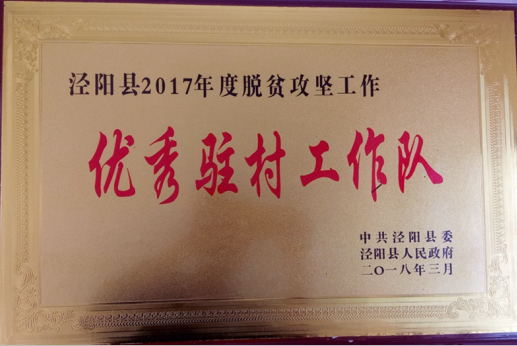 泾阳县2017年度脱贫攻坚工作
优秀驻村工作队
中共泾阳县委
泾阳县人民政府
二〇一八年三月